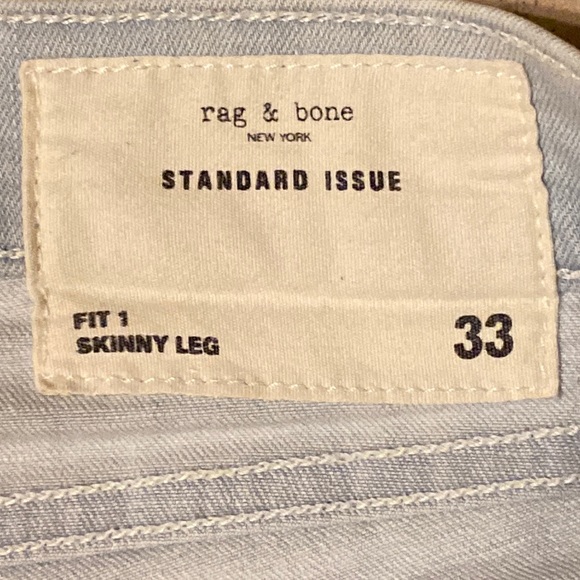 rag & bone
NEW YORK
STANDARD ISSUE
FIT 1
SKINNY LEG
33